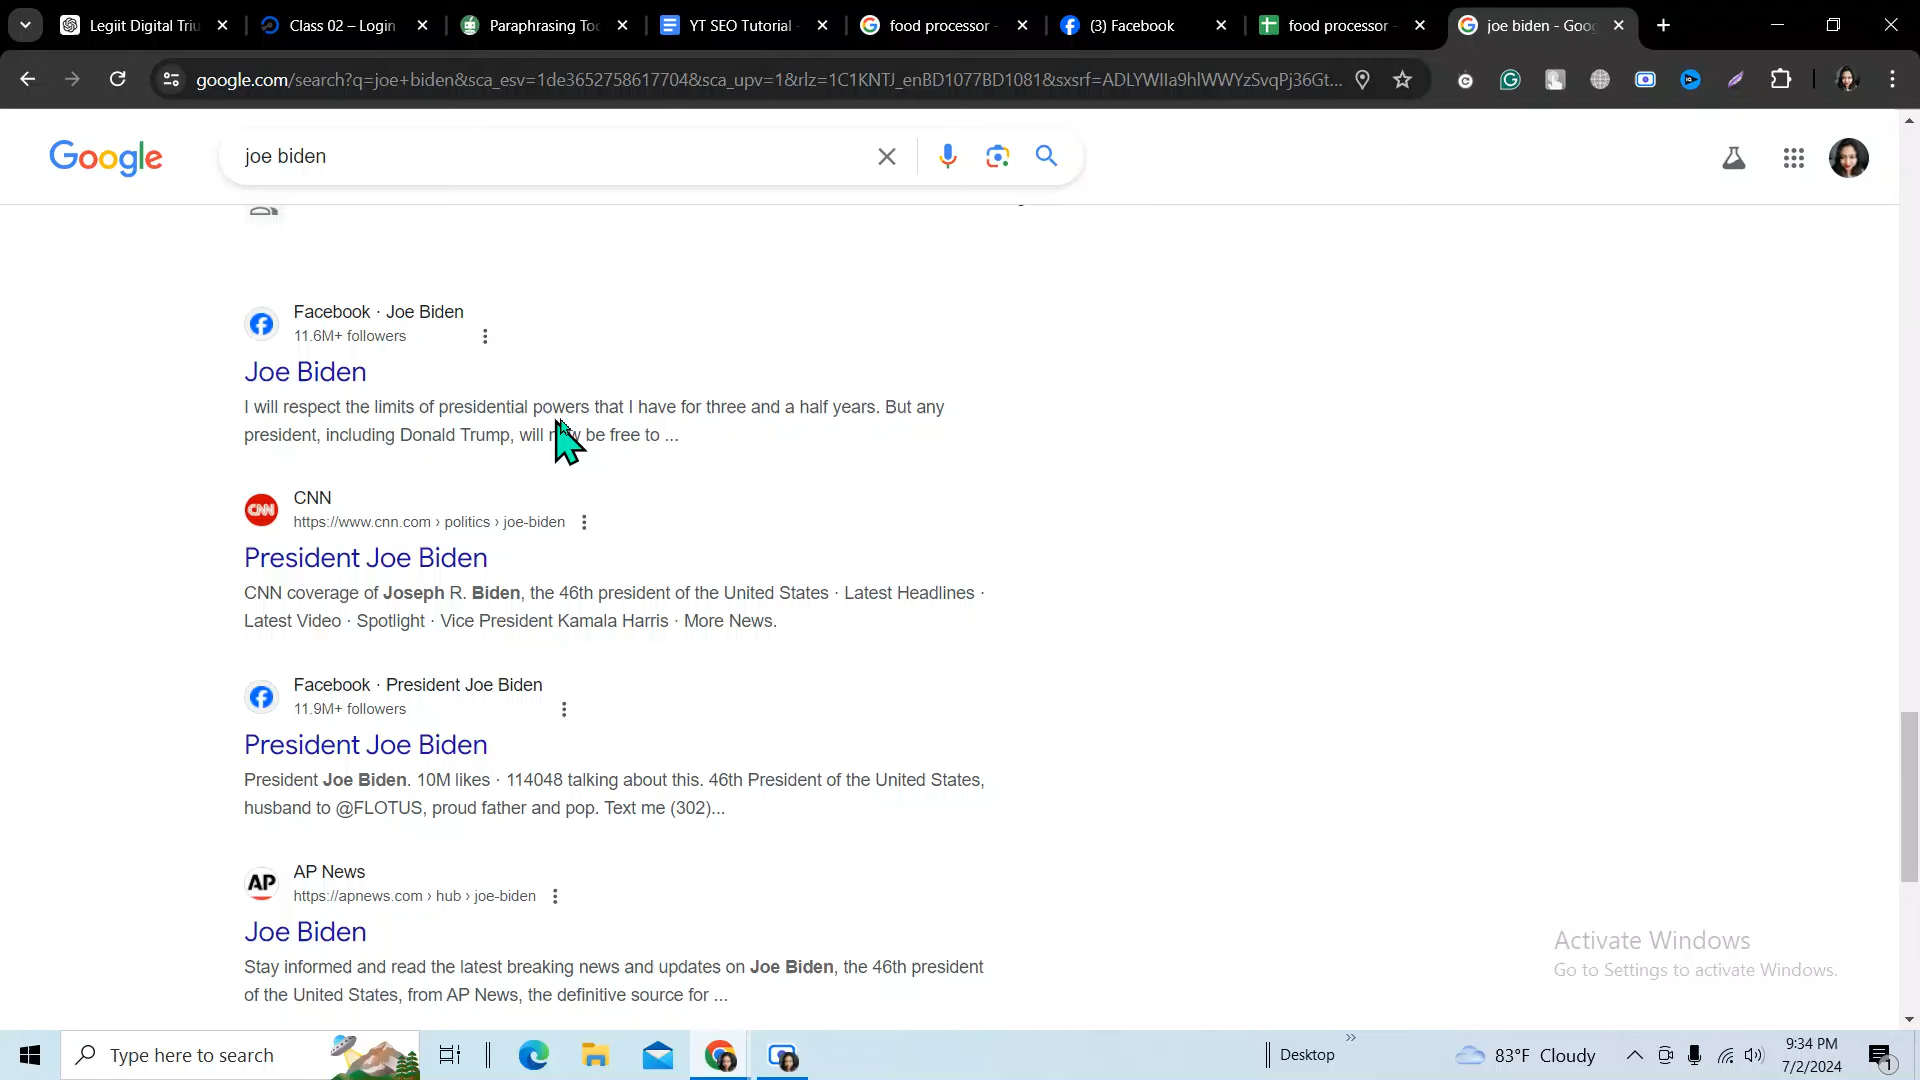 Legiit Digital Triu
Class 02 – Login
Paraphrasing Too
YT SEO Tutorial -
food processor -
(3) Facebook
food processor -
joe biden - Goog
google.com/search?q=joe+biden&sca_esv=1de3652758617704&sca_upv=1&rlz=1C1KNTJ_enBD1077BD1081&sxsrf=ADLYWIIa9hlWWYzSvqPj36Gt...
Google
joe biden
Facebook · Joe Biden
11.6M+ followers
Joe Biden
I will respect the limits of presidential powers that I have for three and a half years. But any
president, including Donald Trump, will now be free to ...
CNN
CNN
https://www.cnn.com › politics › joe-biden
President Joe Biden
CNN coverage of Joseph R. Biden, the 46th president of the United States · Latest Headlines ·
Latest Video · Spotlight · Vice President Kamala Harris · More News.
Facebook · President Joe Biden
11.9M+ followers
President Joe Biden
President Joe Biden. 10M likes · 114048 talking about this. 46th President of the United States,
husband to @FLOTUS, proud father and pop. Text me (302)...
AP
AP News
https://apnews.com › hub › joe-biden
Joe Biden
Stay informed and read the latest breaking news and updates on Joe Biden, the 46th president
of the United States, from AP News, the definitive source for ...
Activate Windows
Go to Settings to activate Windows.
Type here to search
Desktop
83°F Cloudy
9:34 PM
7/2/2024
1